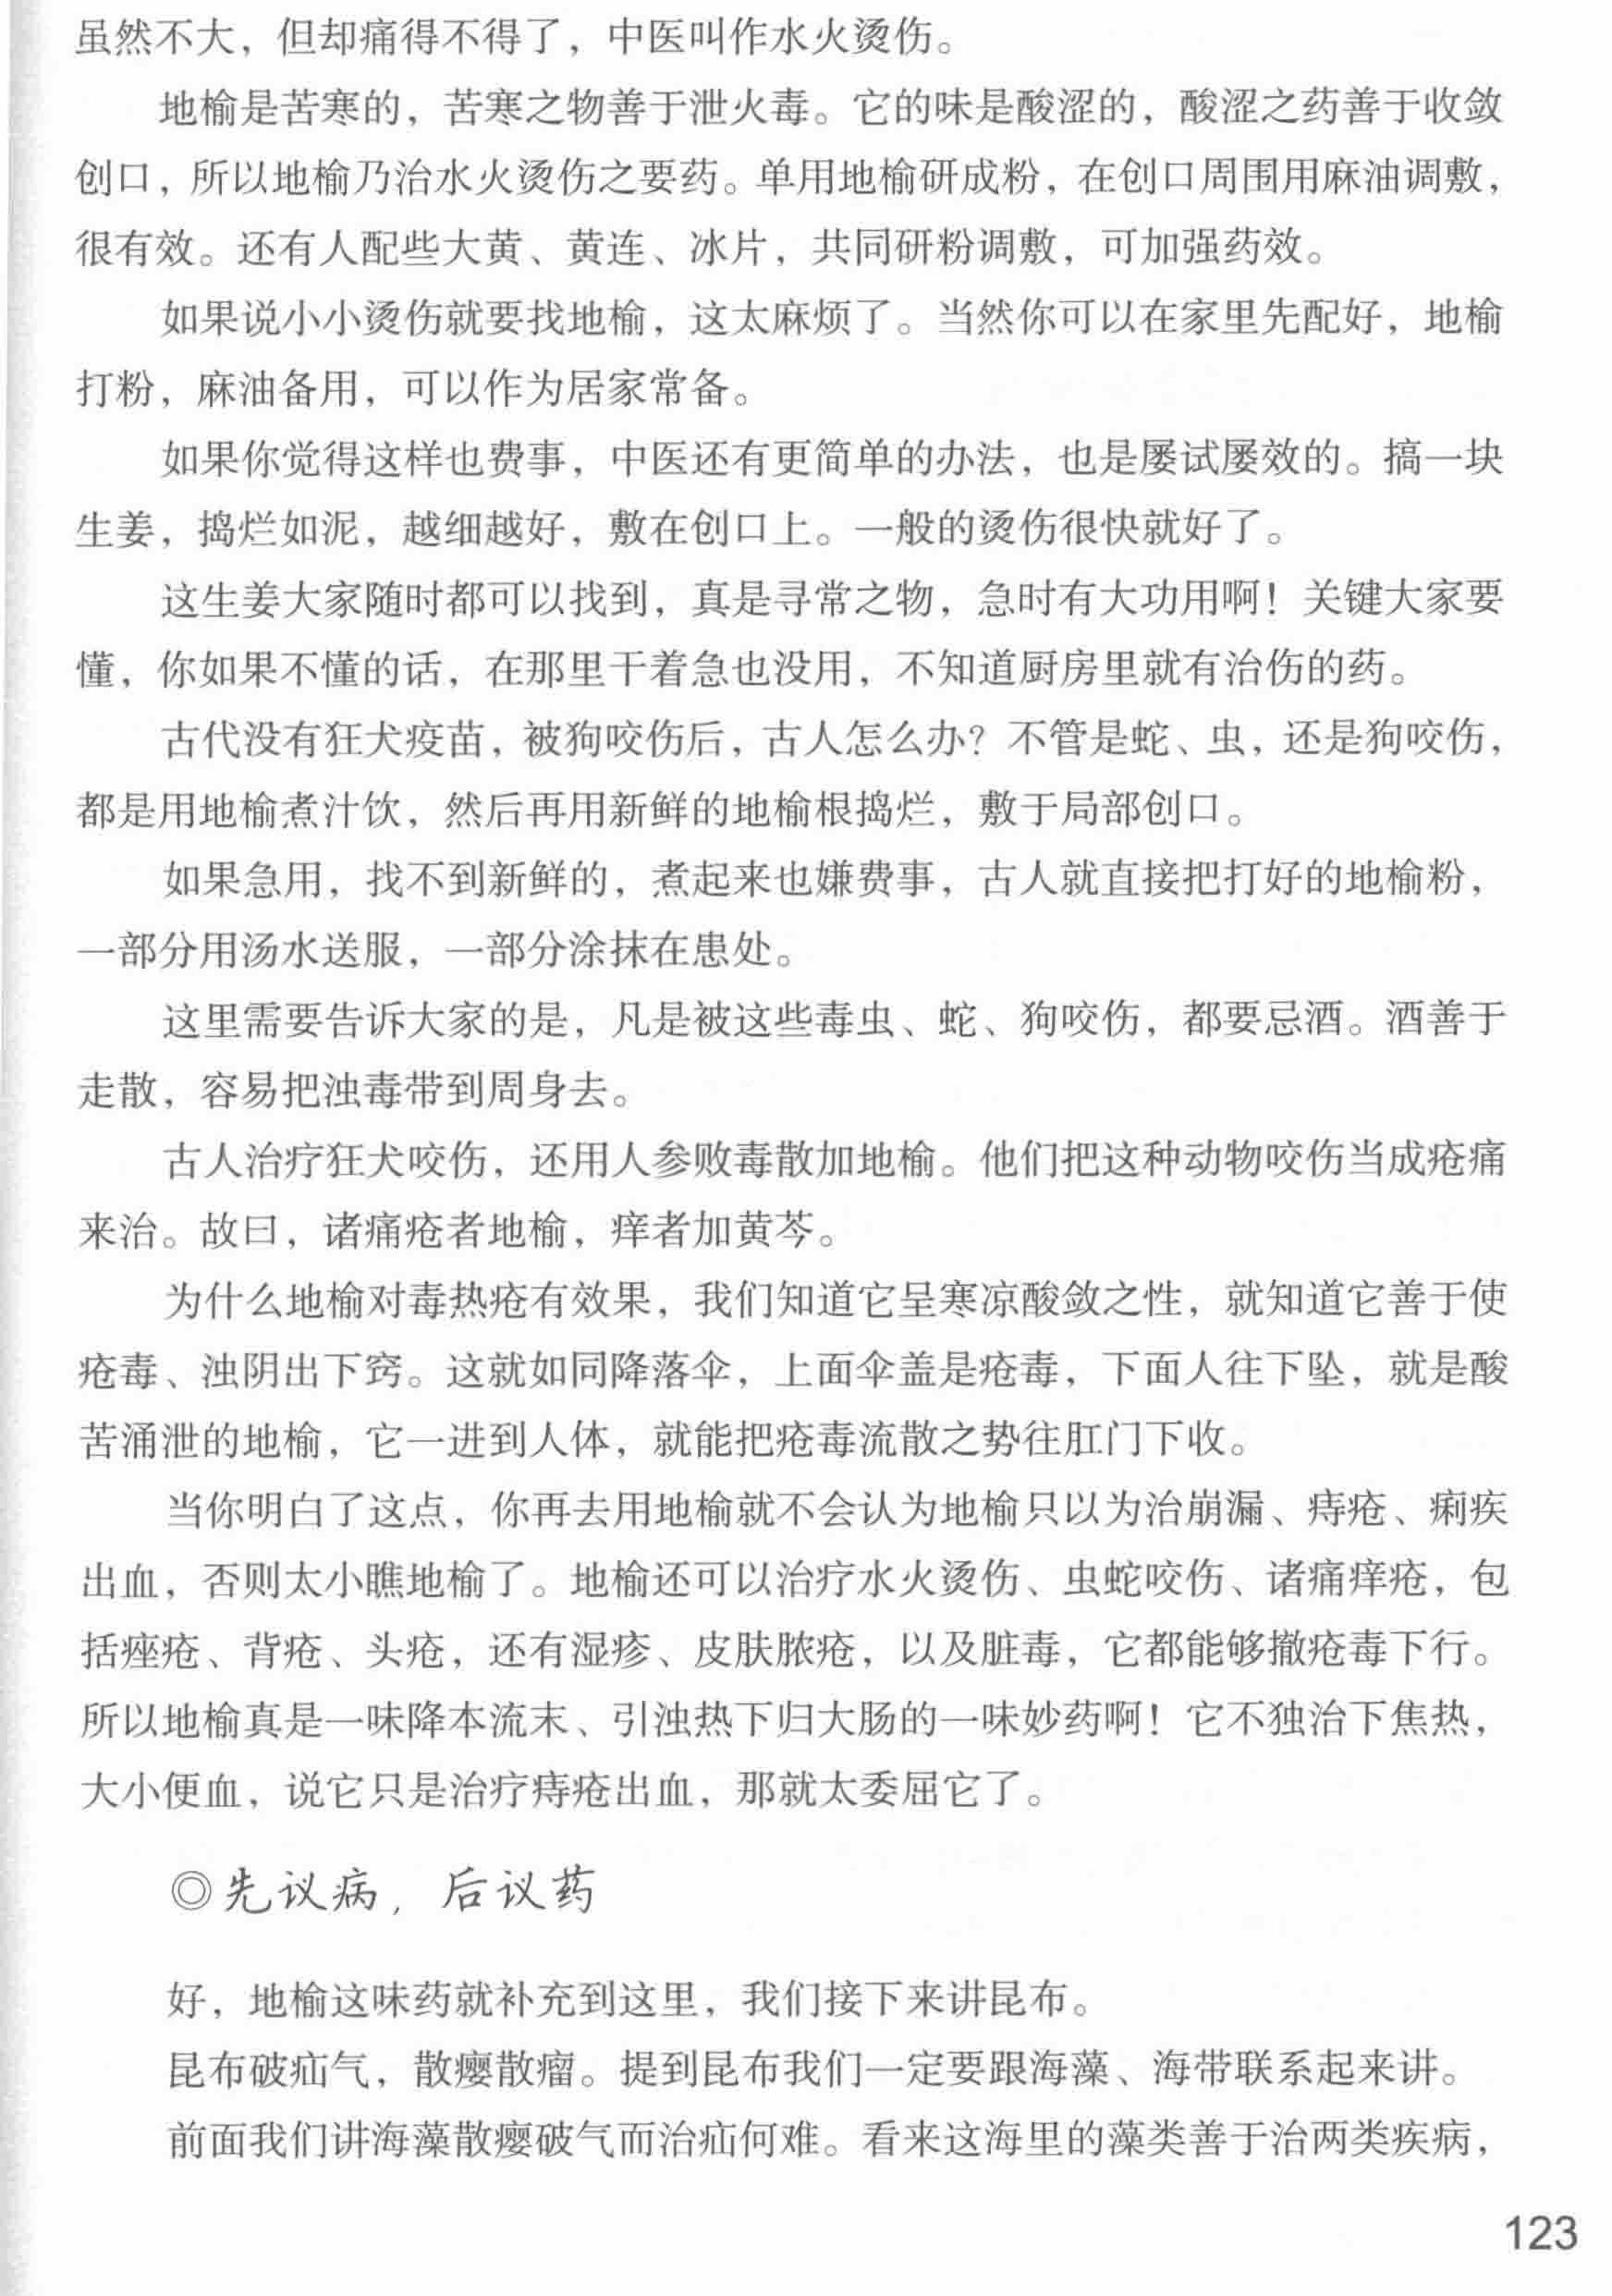 虽然不大，但却痛得不得了，中医叫作水火烫伤。
地榆是苦寒的，苦寒之物善于泄火毒。它的味是酸涩的，酸涩之药善于收敛
创口，所以地榆乃治水火烫伤之要药。单用地榆研成粉，在创口周围用麻油调敷，
很有效。还有人配些大黄、黄连、冰片，共同研粉调敷，可加强药效。
如果说小小烫伤就要找地榆，这太麻烦了。当然你可以在家里先配好，地榆
打粉，麻油备用，可以作为居家常备。
如果你觉得这样也费事，中医还有更简单的办法，也是屡试屡效的。搞一块
生姜，捣烂如泥，越细越好，敷在创口上。一般的烫伤很快就好了。
这生姜大家随时都可以找到，真是寻常之物，急时有大功用啊！关键大家要
懂，你如果不懂的话，在那里干着急也没用，不知道厨房里就有治伤的药。
古代没有狂犬疫苗，被狗咬伤后，古人怎么办？不管是蛇、虫，还是狗咬伤，
都是用地榆煮汁饮，然后再用新鲜的地榆根捣烂，敷于局部创口。
如果急用，找不到新鲜的，煮起来也嫌费事，古人就直接把打好的地榆粉，
一部分用汤水送服，一部分涂抹在患处。
这里需要告诉大家的是，凡是被这些毒虫、蛇、狗咬伤，都要忌酒。酒善于
走散，容易把浊毒带到周身去。
古人治疗狂犬咬伤，还用人参败毒散加地榆。他们把这种动物咬伤当成疮痛
来治。故曰，诸痛疮者地榆，痒者加黄芩。
为什么地榆对毒热疮有效果，我们知道它呈寒凉酸敛之性，就知道它善于使
疮毒、浊阴出下窍。这就如同降落伞，上面伞盖是疮毒，下面人往下坠，就是酸
苦涌泄的地榆，它一进到人体，就能把疮毒流散之势往肛门下收。
当你明白了这点，你再去用地榆就不会认为地榆只以为治崩漏、痔疮、痢疾
出血，否则太小瞧地榆了。地榆还可以治疗水火烫伤、虫蛇咬伤、诸痛痒疮，包
括痤疮、背疮、头疮，还有湿疹、皮肤脓疮，以及脏毒，它都能够撤疮毒下行。
所以地榆真是一味降本流末、引浊热下归大肠的一味妙药啊！它不独治下焦热，
大小便血，说它只是治疗痔疮出血，那就太委屈它了。
◎先议病，后议药
好，地榆这味药就补充到这里，我们接下来讲昆布。
昆布破疝气，散瘿散瘤。提到昆布我们一定要跟海藻、海带联系起来讲。
前面我们讲海藻散瘿破气而治疝何难。看来这海里的藻类善于治两类疾病，
123